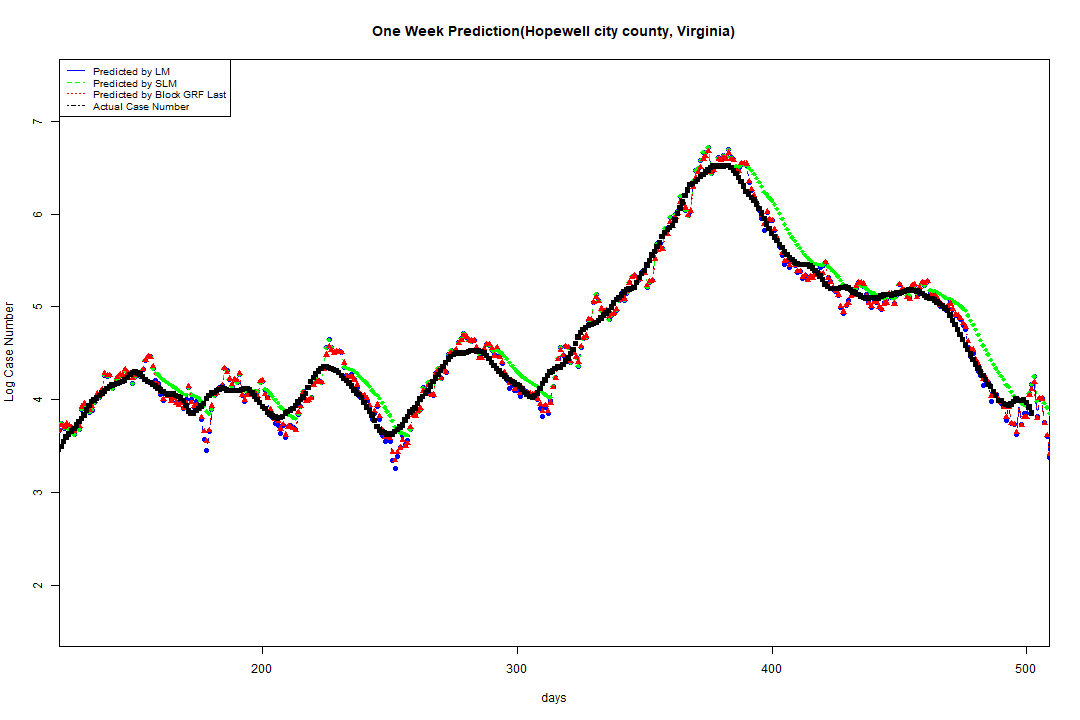 One Week Prediction(Hopewell city county, Virginia)
Predicted by LM
Predicted by SLM
Predicted by Block GRF Last
Actual Case Number
7
6
5
4
3
2
Log Case Number
200 300 400 500
days